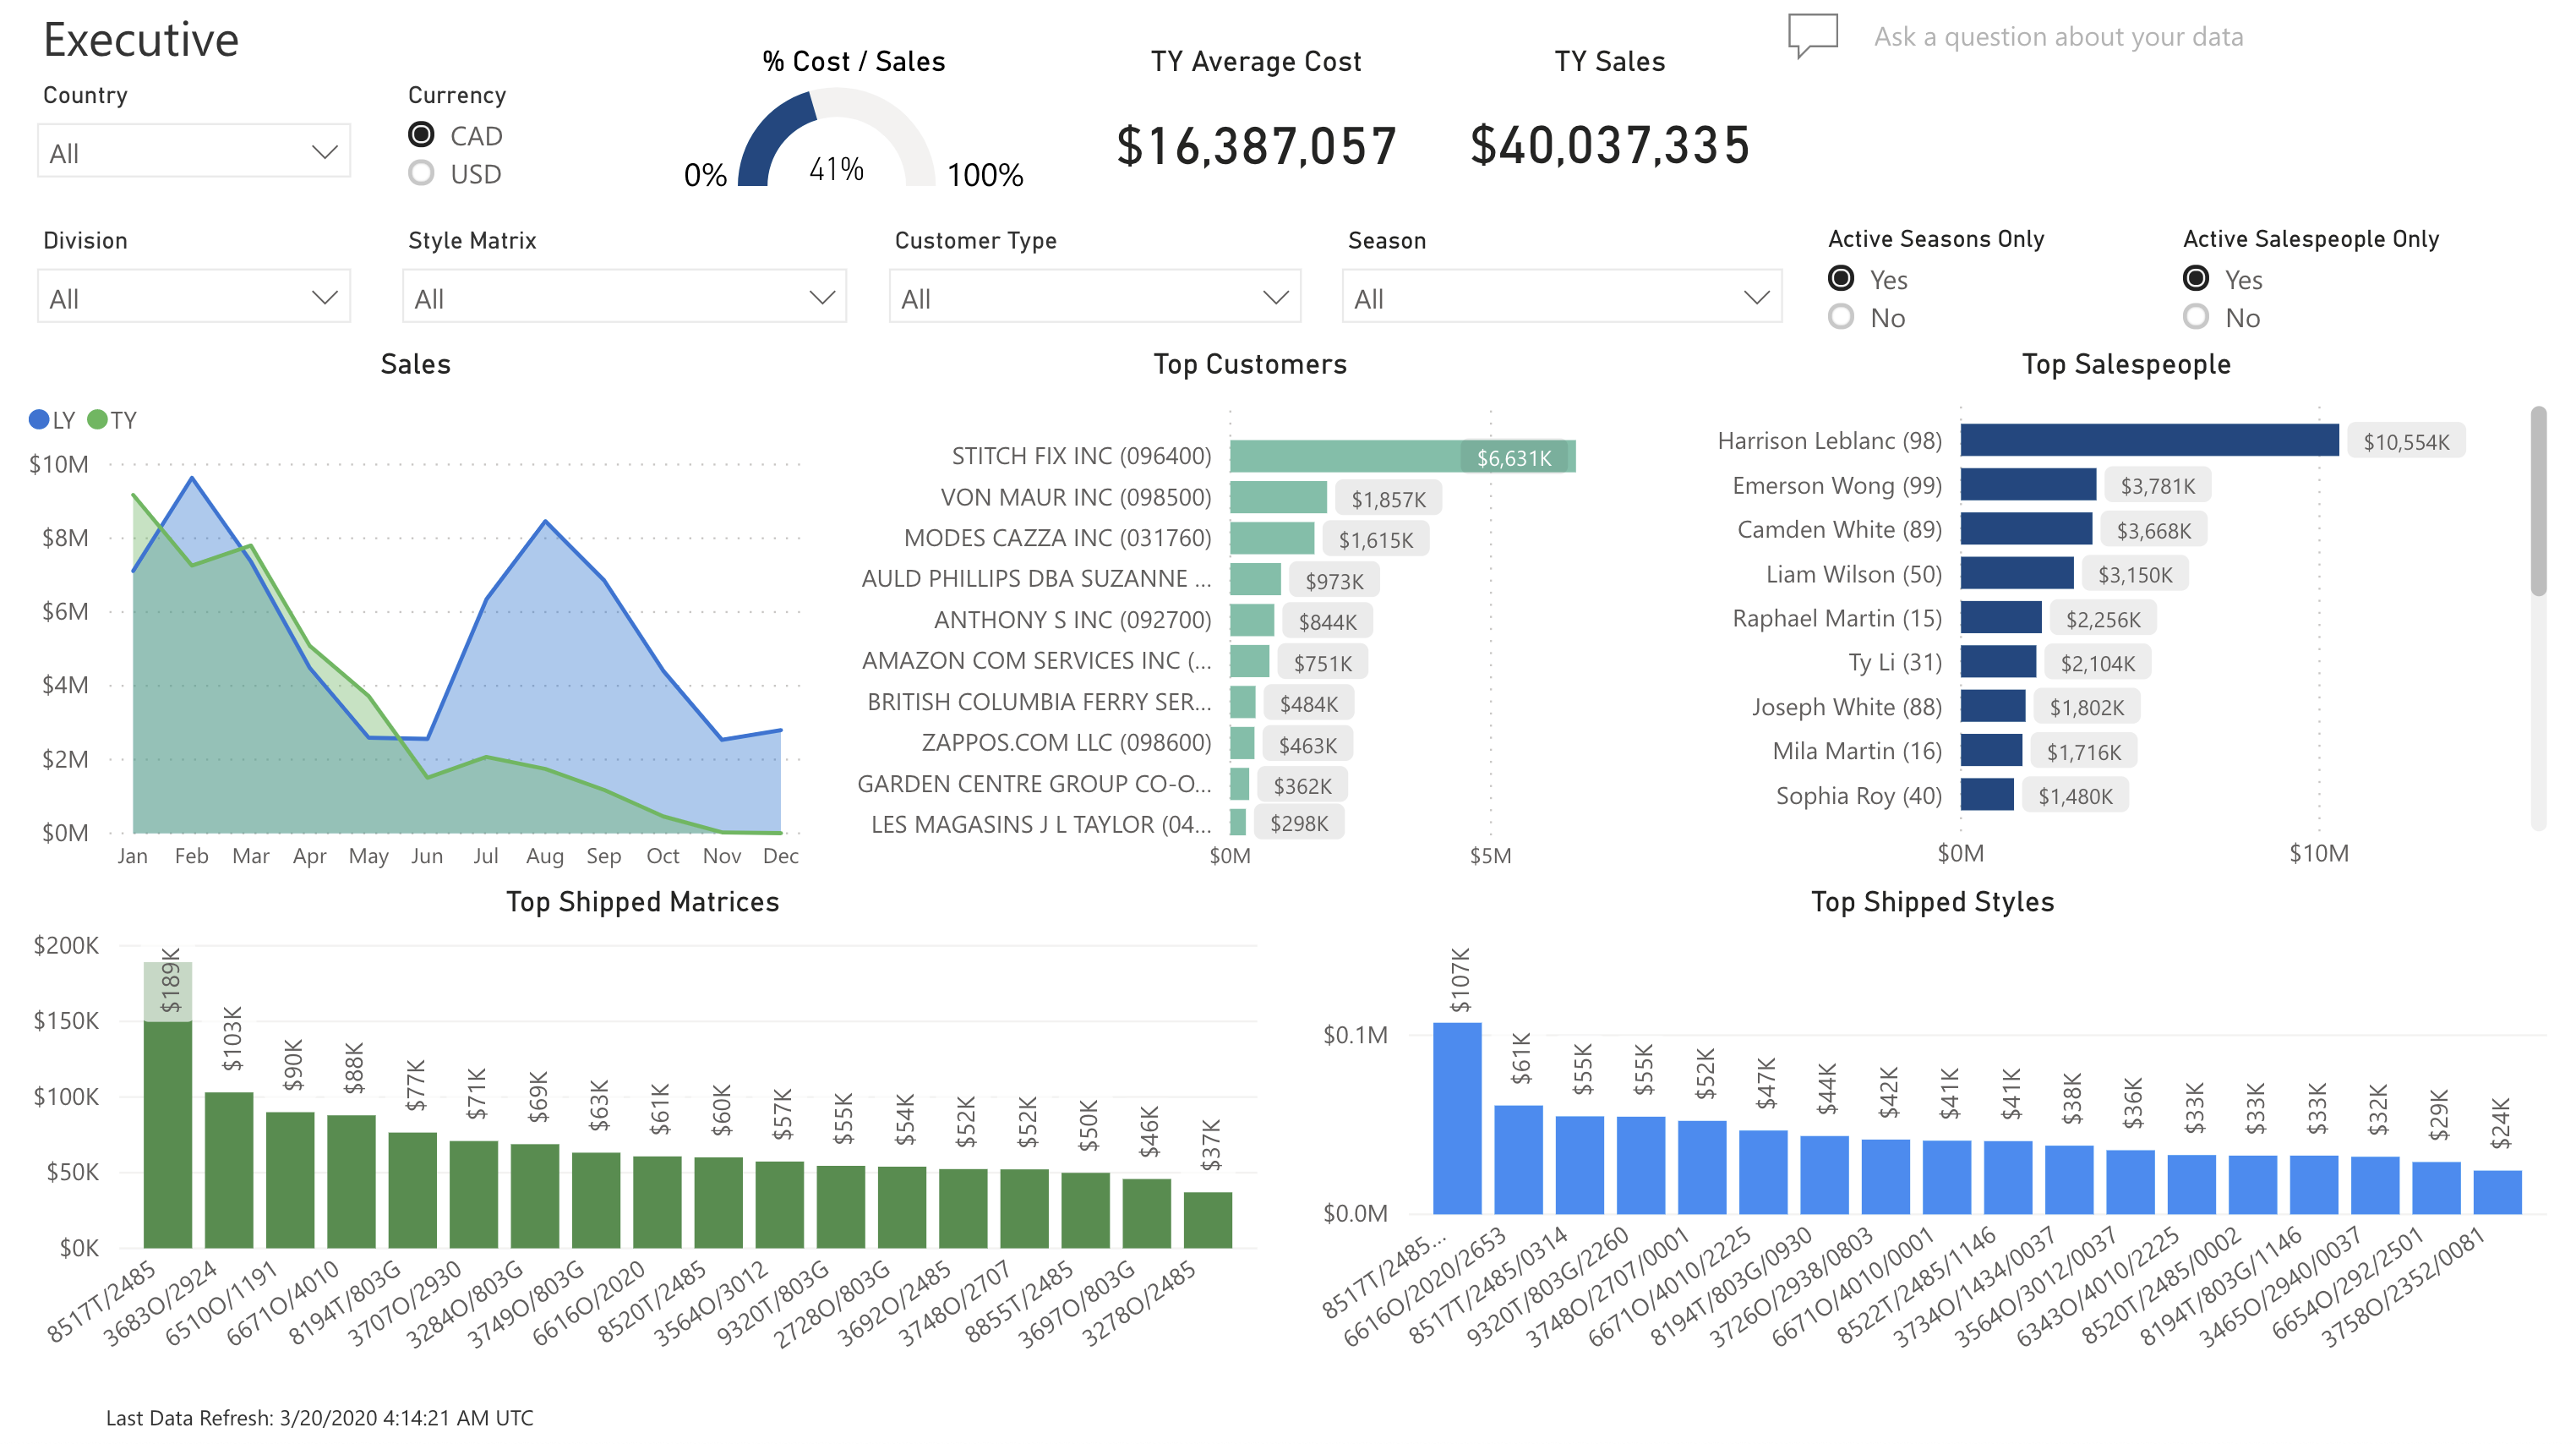 Executive
Ask a question about your data
Country
All
Currency
CAD
USD
% Cost / Sales
0%
41%
100%
TY Average Cost
$16,387,057
TY Sales
$40,037,335
Division
All
Style Matrix
All
Customer Type
All
Season
All
Active Seasons Only
Yes
No
Active Salespeople Only
Yes
No
Sales
LY TY
$10M
$8M
$6M
$4M
$2M
$0M
Jan Feb Mar Apr May Jun Jul Aug Sep Oct Nov Dec
Top Customers
STITCH FIX INC (096400) $6,631K
VON MAUR INC (098500) $1,857K
MODES CAZZA INC (031760) $1,615K
AULD PHILLIPS DBA SUZANNE ... $973K
ANTHONY S INC (092700) $844K
AMAZON COM SERVICES INC (... $751K
BRITISH COLUMBIA FERRY SER... $484K
ZAPPOS.COM LLC (098600) $463K
GARDEN CENTRE GROUP CO-O... $362K
LES MAGASINS J L TAYLOR (04... $298K
$0M $5M
Top Salespeople
Harrison Leblanc (98) $10,554K
Emerson Wong (99) $3,781K
Camden White (89) $3,668K
Liam Wilson (50) $3,150K
Raphael Martin (15) $2,256K
Ty Li (31) $2,104K
Joseph White (88) $1,802K
Mila Martin (16) $1,716K
Sophia Roy (40) $1,480K
$0M $10M
Top Shipped Matrices
$200K
$150K
$100K
$50K
$0K
$189K $103K $90K $88K $77K $71K $69K $63K $61K $60K $57K $55K $54K $52K $52K $50K $46K $37K
8517T/2485 3683O/2924 6510O/1191 6671O/4010 8194T/803G 3707O/2930 3284O/803G 3749O/803G 6616O/2020 8520T/2485 3564O/3012 9320T/803G 2728O/803G 3692O/2485 3748O/2707 8855T/2485 3697O/803G 3278O/2485
Top Shipped Styles
$0.1M
$0.0M
$107K $61K $55K $55K $52K $47K $44K $42K $41K $41K $38K $36K $33K $33K $33K $32K $29K $24K
8517T/2485... 6616O/2020/2653 8517T/2485/0314 9320T/803G/2260 3748O/2707/0001 6671O/4010/2225 8194T/803G/0930 3726O/2938/0803 6671O/4010/0001 8522T/2485/1146 3734O/1434/0037 3564O/3012/0037 6343O/4010/2225 8520T/2485/0002 8194T/803G/1146 3465O/2940/0037 6654O/292/2501 3758O/2352/0081
Last Data Refresh: 3/20/2020 4:14:21 AM UTC